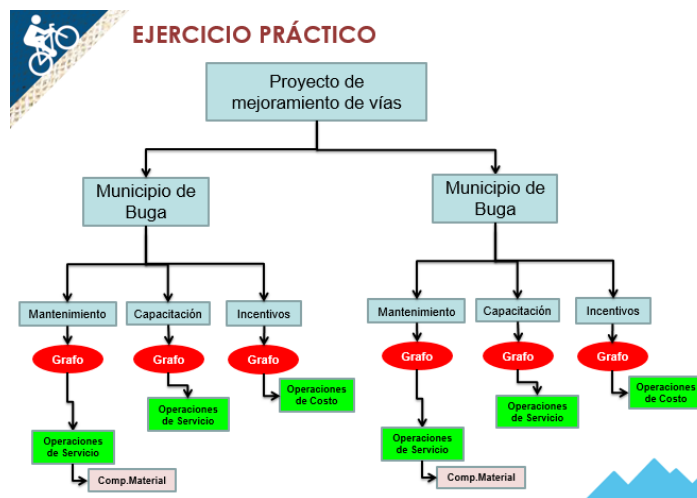 EJERCICIO PRÁCTICO
Proyecto de
mejoramiento de vías
Municipio de
Buga
Municipio de
Buga
Mantenimiento
Capacitación
Incentivos
Mantenimiento
Capacitación
Incentivos
Grafo
Grafo
Grafo
Grafo
Grafo
Grafo
Operaciones
de Costo
Operaciones
de Costo
Operaciones
de Servicio
Operaciones
de Servicio
Operaciones
de Servicio
Operaciones
de Servicio
Comp.Material
Comp.Material